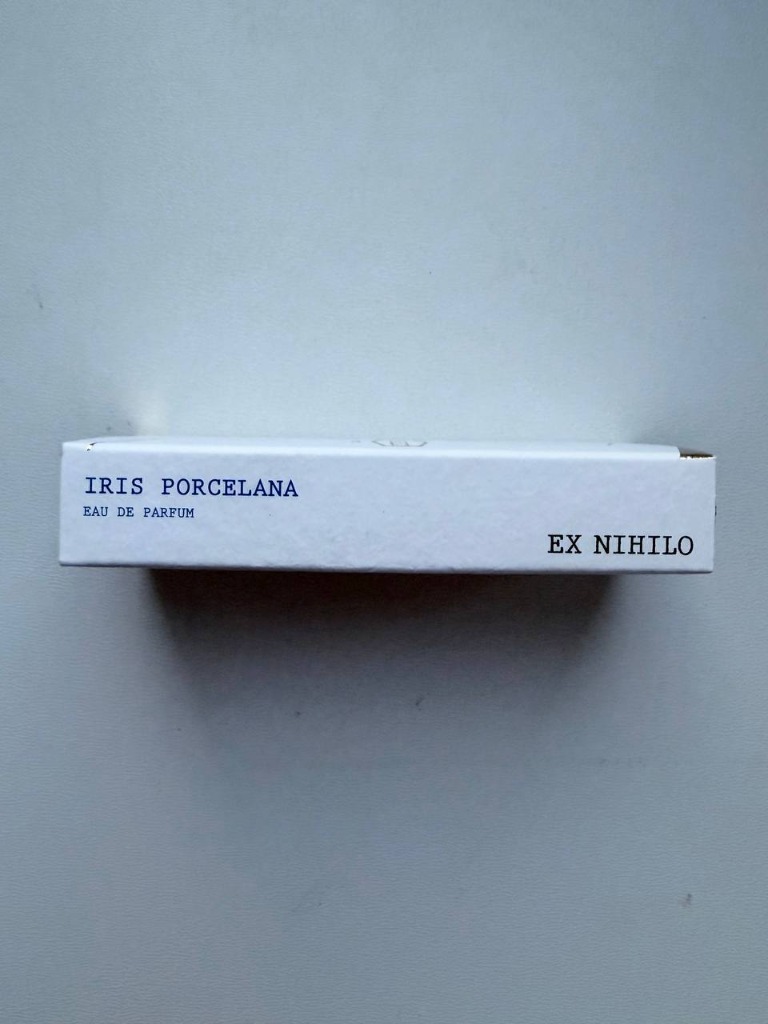 IRIS PORCELANA
EAU DE PARFUM
EX NIHILO